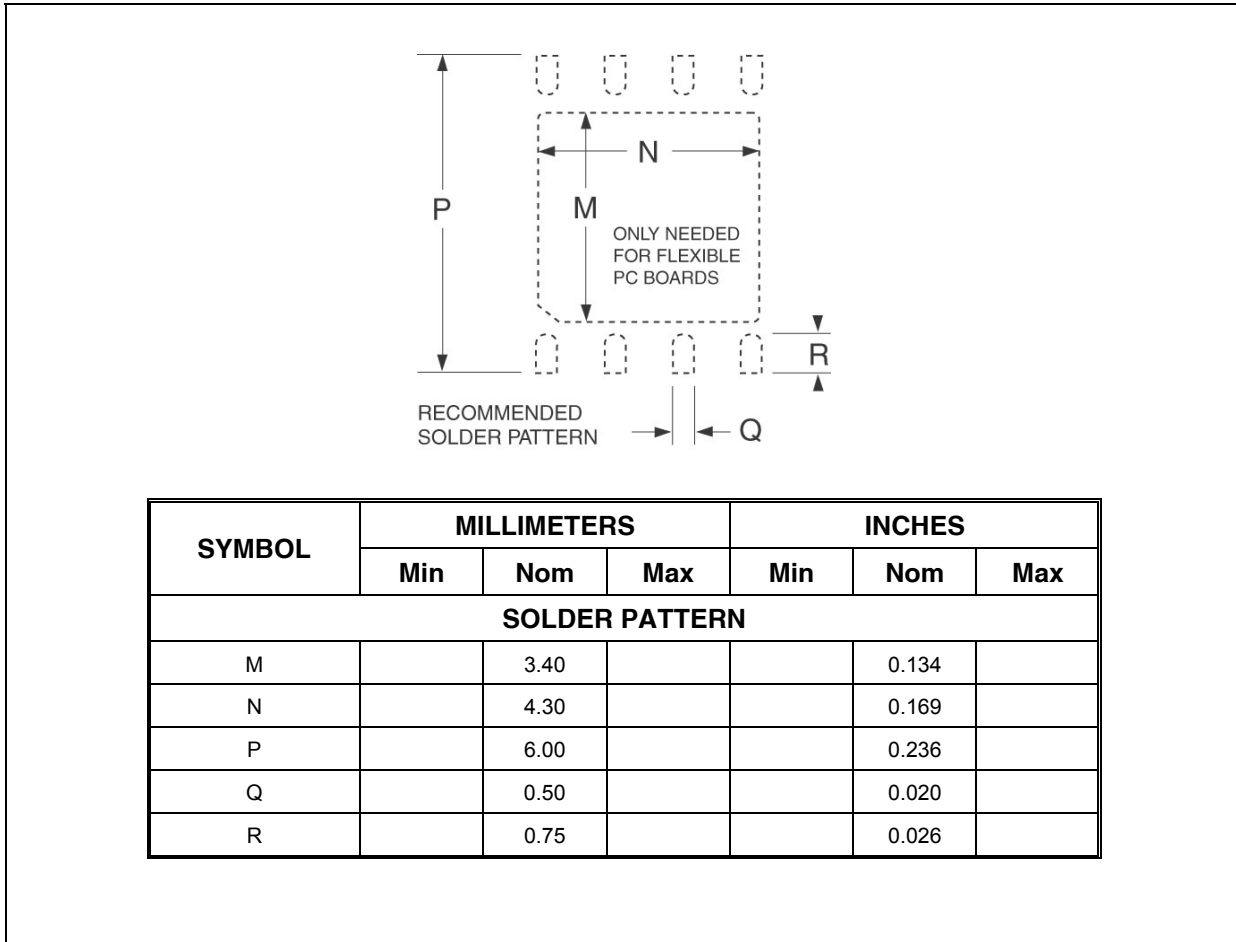 N
P
M
ONLY NEEDED
FOR FLEXIBLE
PC BOARDS
R
RECOMMENDED
SOLDER PATTERN
Q
SYMBOL MILLIMETERS INCHES
Min Nom Max Min Nom Max
SOLDER PATTERN
M 3.40 0.134
N 4.30 0.169
P 6.00 0.236
Q 0.50 0.020
R 0.75 0.026